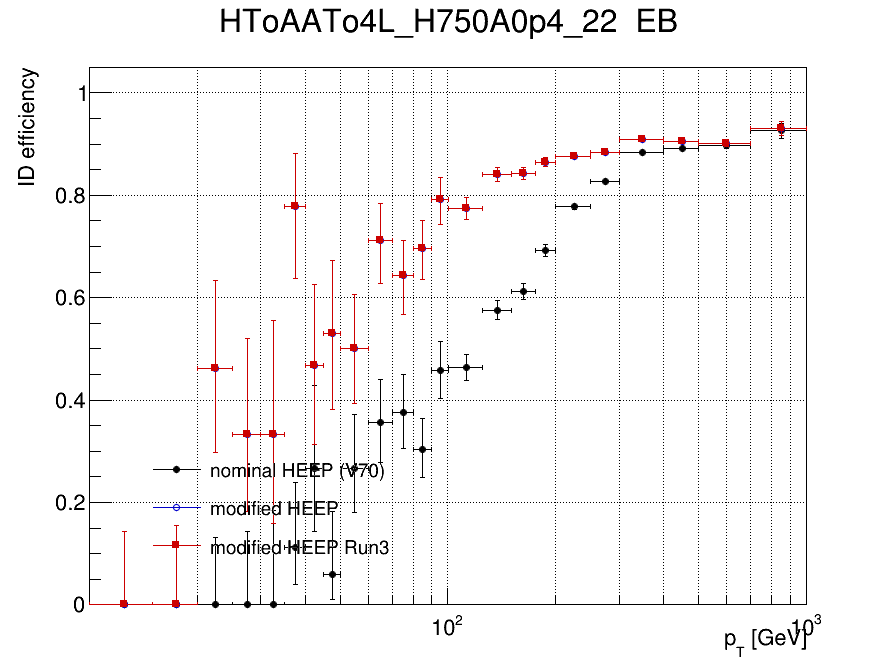 HToAATo4L_H750A0p4_22 EB
ID efficiency
1
0.8
0.6
0.4
0.2
0
nominal HEEP (V70)
modified HEEP
modified HEEP Run3
10²
10³
p_T [GeV]